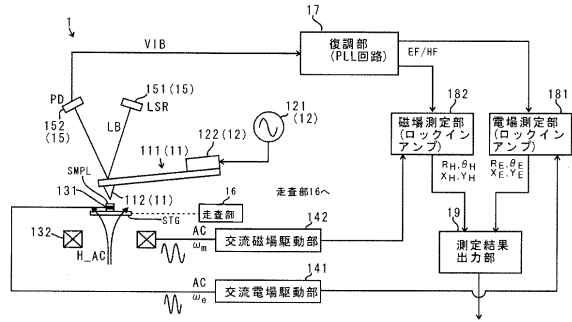 1
17
VIB
復調部
(PLL回路)
EF/HF
PD
151(15)
LSR
152
(15)
LB
121
(12)
122(12)
111(11)
182
181
磁場測定部
(ロックイン
アンプ)
電場測定部
(ロックイン
アンプ)
RH,θH
XH,YH
RE,θE
XE,YE
SMPL
131
112(11)
STG
16
走査部
走査部16へ
132
H_AC
AC
ωm
142
交流磁場駆動部
19
測定結果
出力部
AC
ωe
141
交流電場駆動部